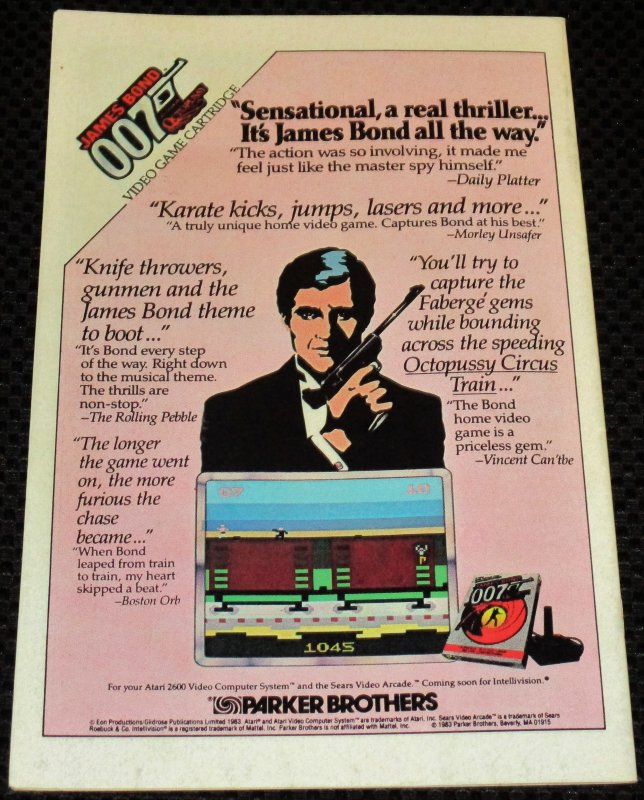 JAMES BOND
007
VIDEO GAME CARTRIDGE
"Sensational, a real thriller...
It's James Bond all the way."
"The action was so involving, it made me
feel just like the master spy himself."
—Daily Platter
"Karate kicks, jumps, lasers and more..."
"A truly unique home video game. Captures Bond at his best."
—Morley Unsafer
"Knife throwers,
gunmen and the
James Bond theme
to boot..."
"It's Bond every step
of the way. Right down
to the musical theme.
The thrills are
non-stop."
—The Rolling Pebble
"The longer
the game went
on, the more
furious the
chase
became..."
"When Bond
leaped from train
to train, my heart
skipped a beat."
—Boston Orb
"You'll try to
capture the
Fabergé gems
while bounding
across the speeding
Octopussy Circus
Train..."
"The Bond
home video
game is a
priceless gem."
—Vincent Can'tbe
1045
007
For your Atari 2600 Video Computer System™ and the Sears Video Arcade.™ Coming soon for Intellivision.®
PARKER BROTHERS
© Eon Productions/Glidrose Publications Limited 1983. Atari® and Atari Video Computer System™ are trademarks of Atari, Inc. Sears Video Arcade™ is a trademark of Sears
Roebuck & Co. Intellivision® is a registered trademark of Mattel, Inc. Parker Brothers is not affiliated with Mattel, Inc. © 1983 Parker Brothers, Beverly, MA 01915